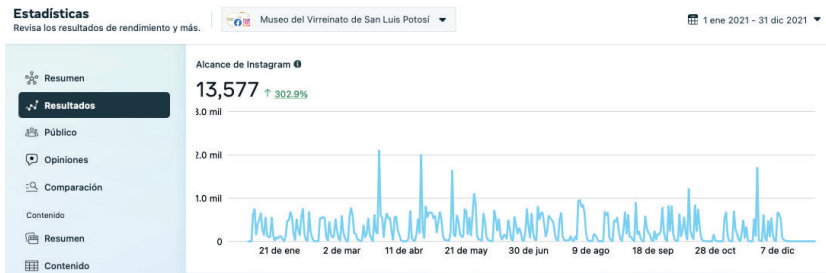 Estadísticas
Revisa los resultados de rendimiento y más.
Museo del Virreinato de San Luis Potosí
1 ene 2021 - 31 dic 2021
Resumen
Resultados
Público
Opiniones
Comparación
Contenido
Resumen
Contenido
Alcance de Instagram
13,577 ↑ 302.9%
3.0 mil
2.0 mil
1.0 mil
0
21 de ene 2 de mar 11 de abr 21 de may 30 de jun 9 de ago 18 de sep 28 de oct 7 de dic